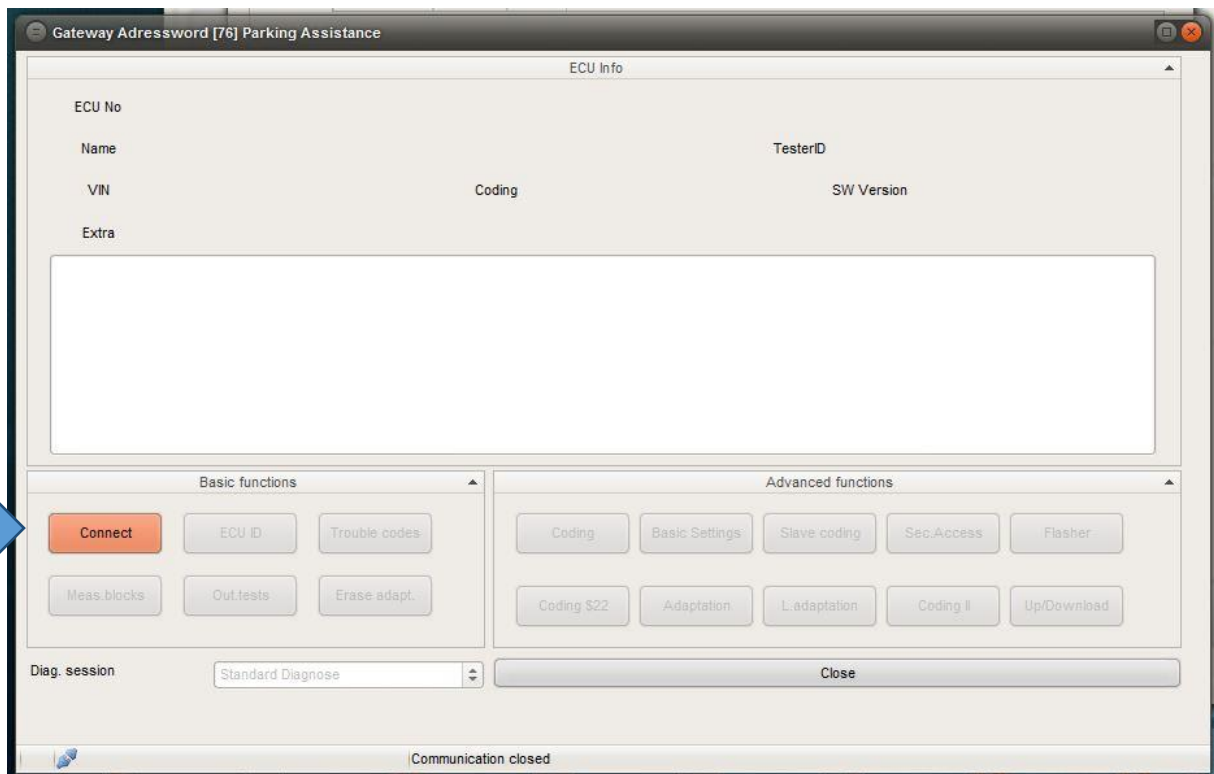 Gateway Adressword [76] Parking Assistance
ECU Info
ECU No
Name TesterID
VIN Coding SW Version
Extra
Basic functions Advanced functions
Connect ECU ID Trouble codes Coding Basic Settings Slave coding Sec.Access Flasher
Meas.blocks Out.tests Erase adapt. Coding $22 Adaptation L.adaptation Coding II Up/Download
Diag. session Standard Diagnose Close
Communication closed